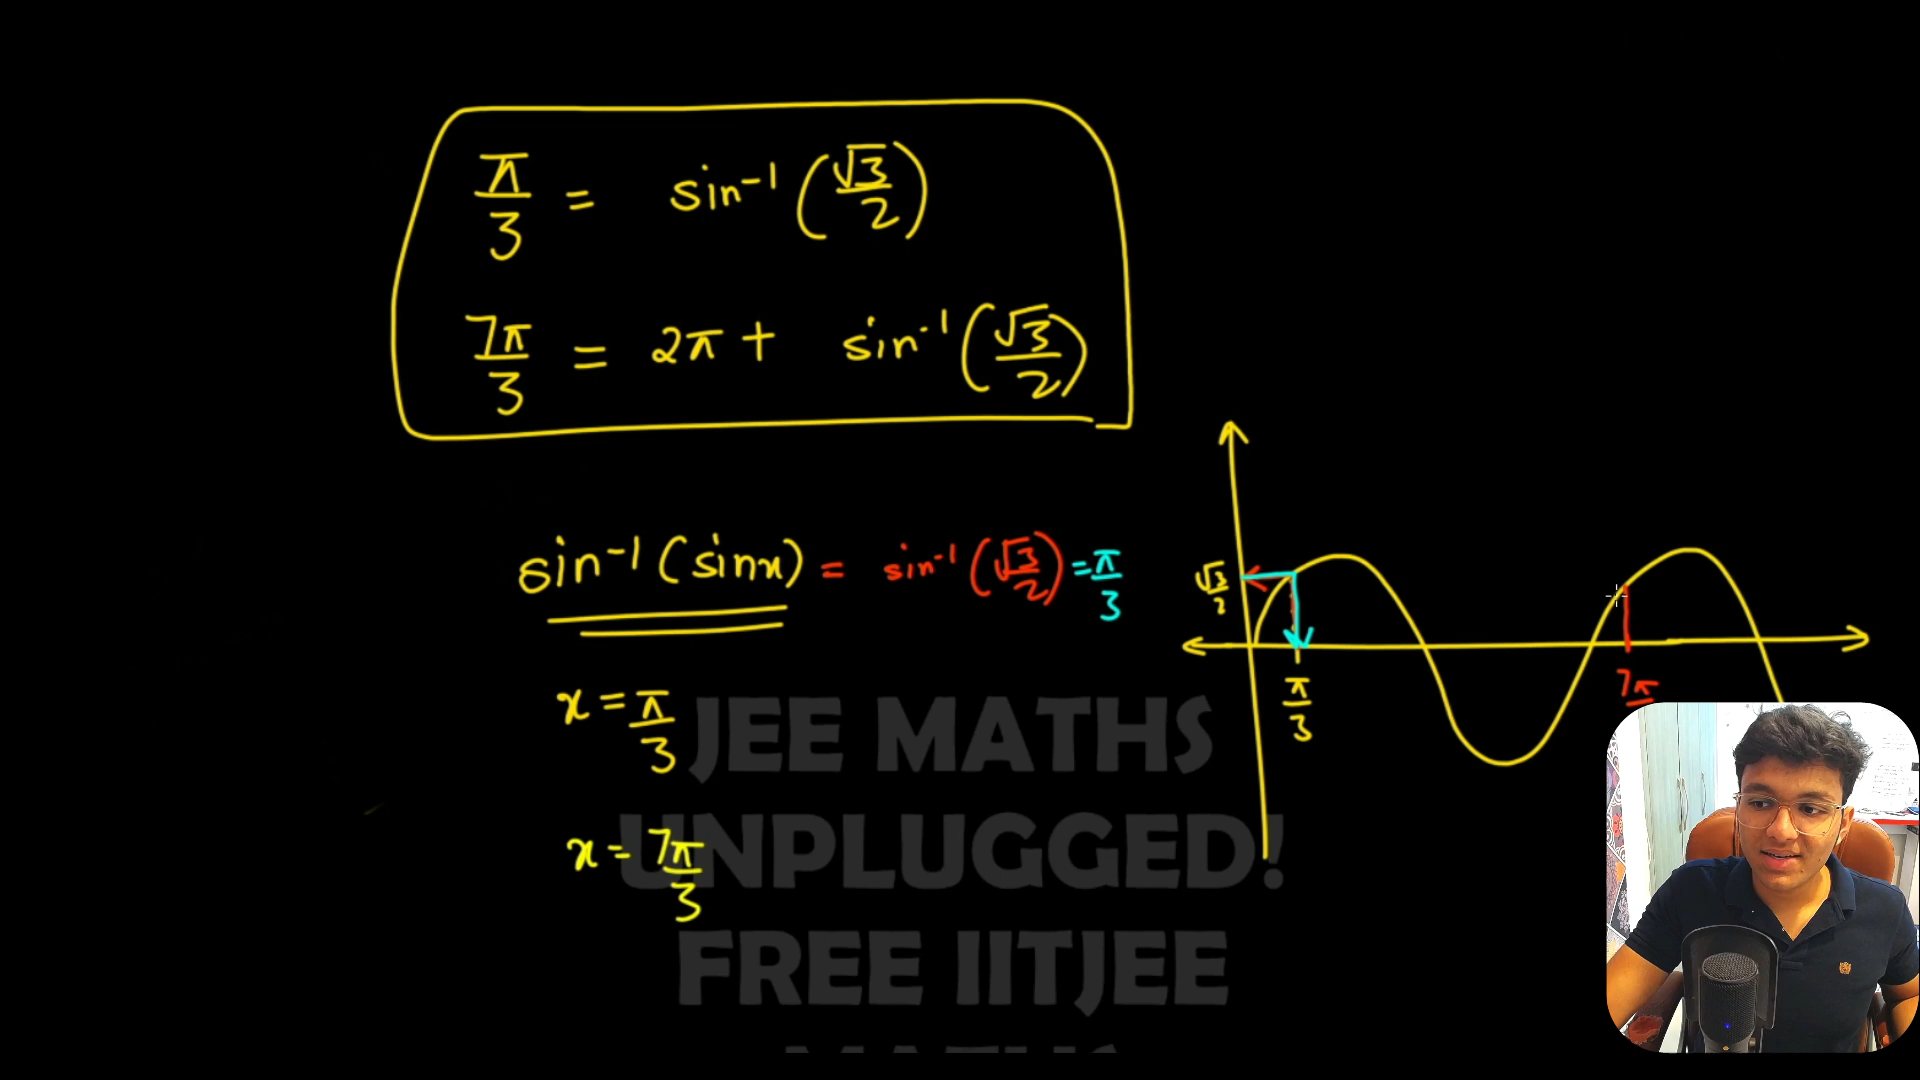 π/3 = sin⁻¹(√3/2)
7π/3 = 2π + sin⁻¹(√3/2)
sin⁻¹(sinx) = sin⁻¹(√3/2) = π/3
x = π/3
x = 7π/3
√3/2
π/3
7π
JEE MATHS
UNPLUGGED!
FREE IITJEE
MATHS